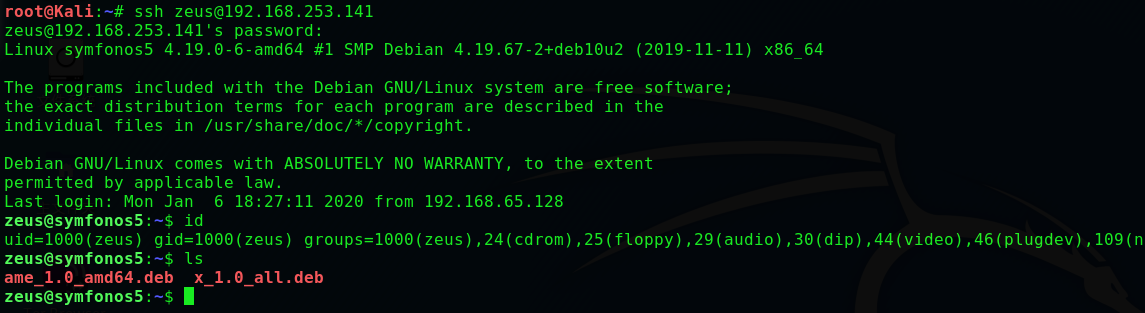 root@Kali:~# ssh zeus@192.168.253.141
zeus@192.168.253.141's password:
Linux symfonos5 4.19.0-6-amd64 #1 SMP Debian 4.19.67-2+deb10u2 (2019-11-11) x86_64
The programs included with the Debian GNU/Linux system are free software;
the exact distribution terms for each program are described in the
individual files in /usr/share/doc/*/copyright.
Debian GNU/Linux comes with ABSOLUTELY NO WARRANTY, to the extent
permitted by applicable law.
Last login: Mon Jan  6 18:27:11 2020 from 192.168.65.128
zeus@symfonos5:~$ id
uid=1000(zeus) gid=1000(zeus) groups=1000(zeus),24(cdrom),25(floppy),29(audio),30(dip),44(video),46(plugdev),109(n
zeus@symfonos5:~$ ls
ame_1.0_amd64.deb  x_1.0_all.deb
zeus@symfonos5:~$